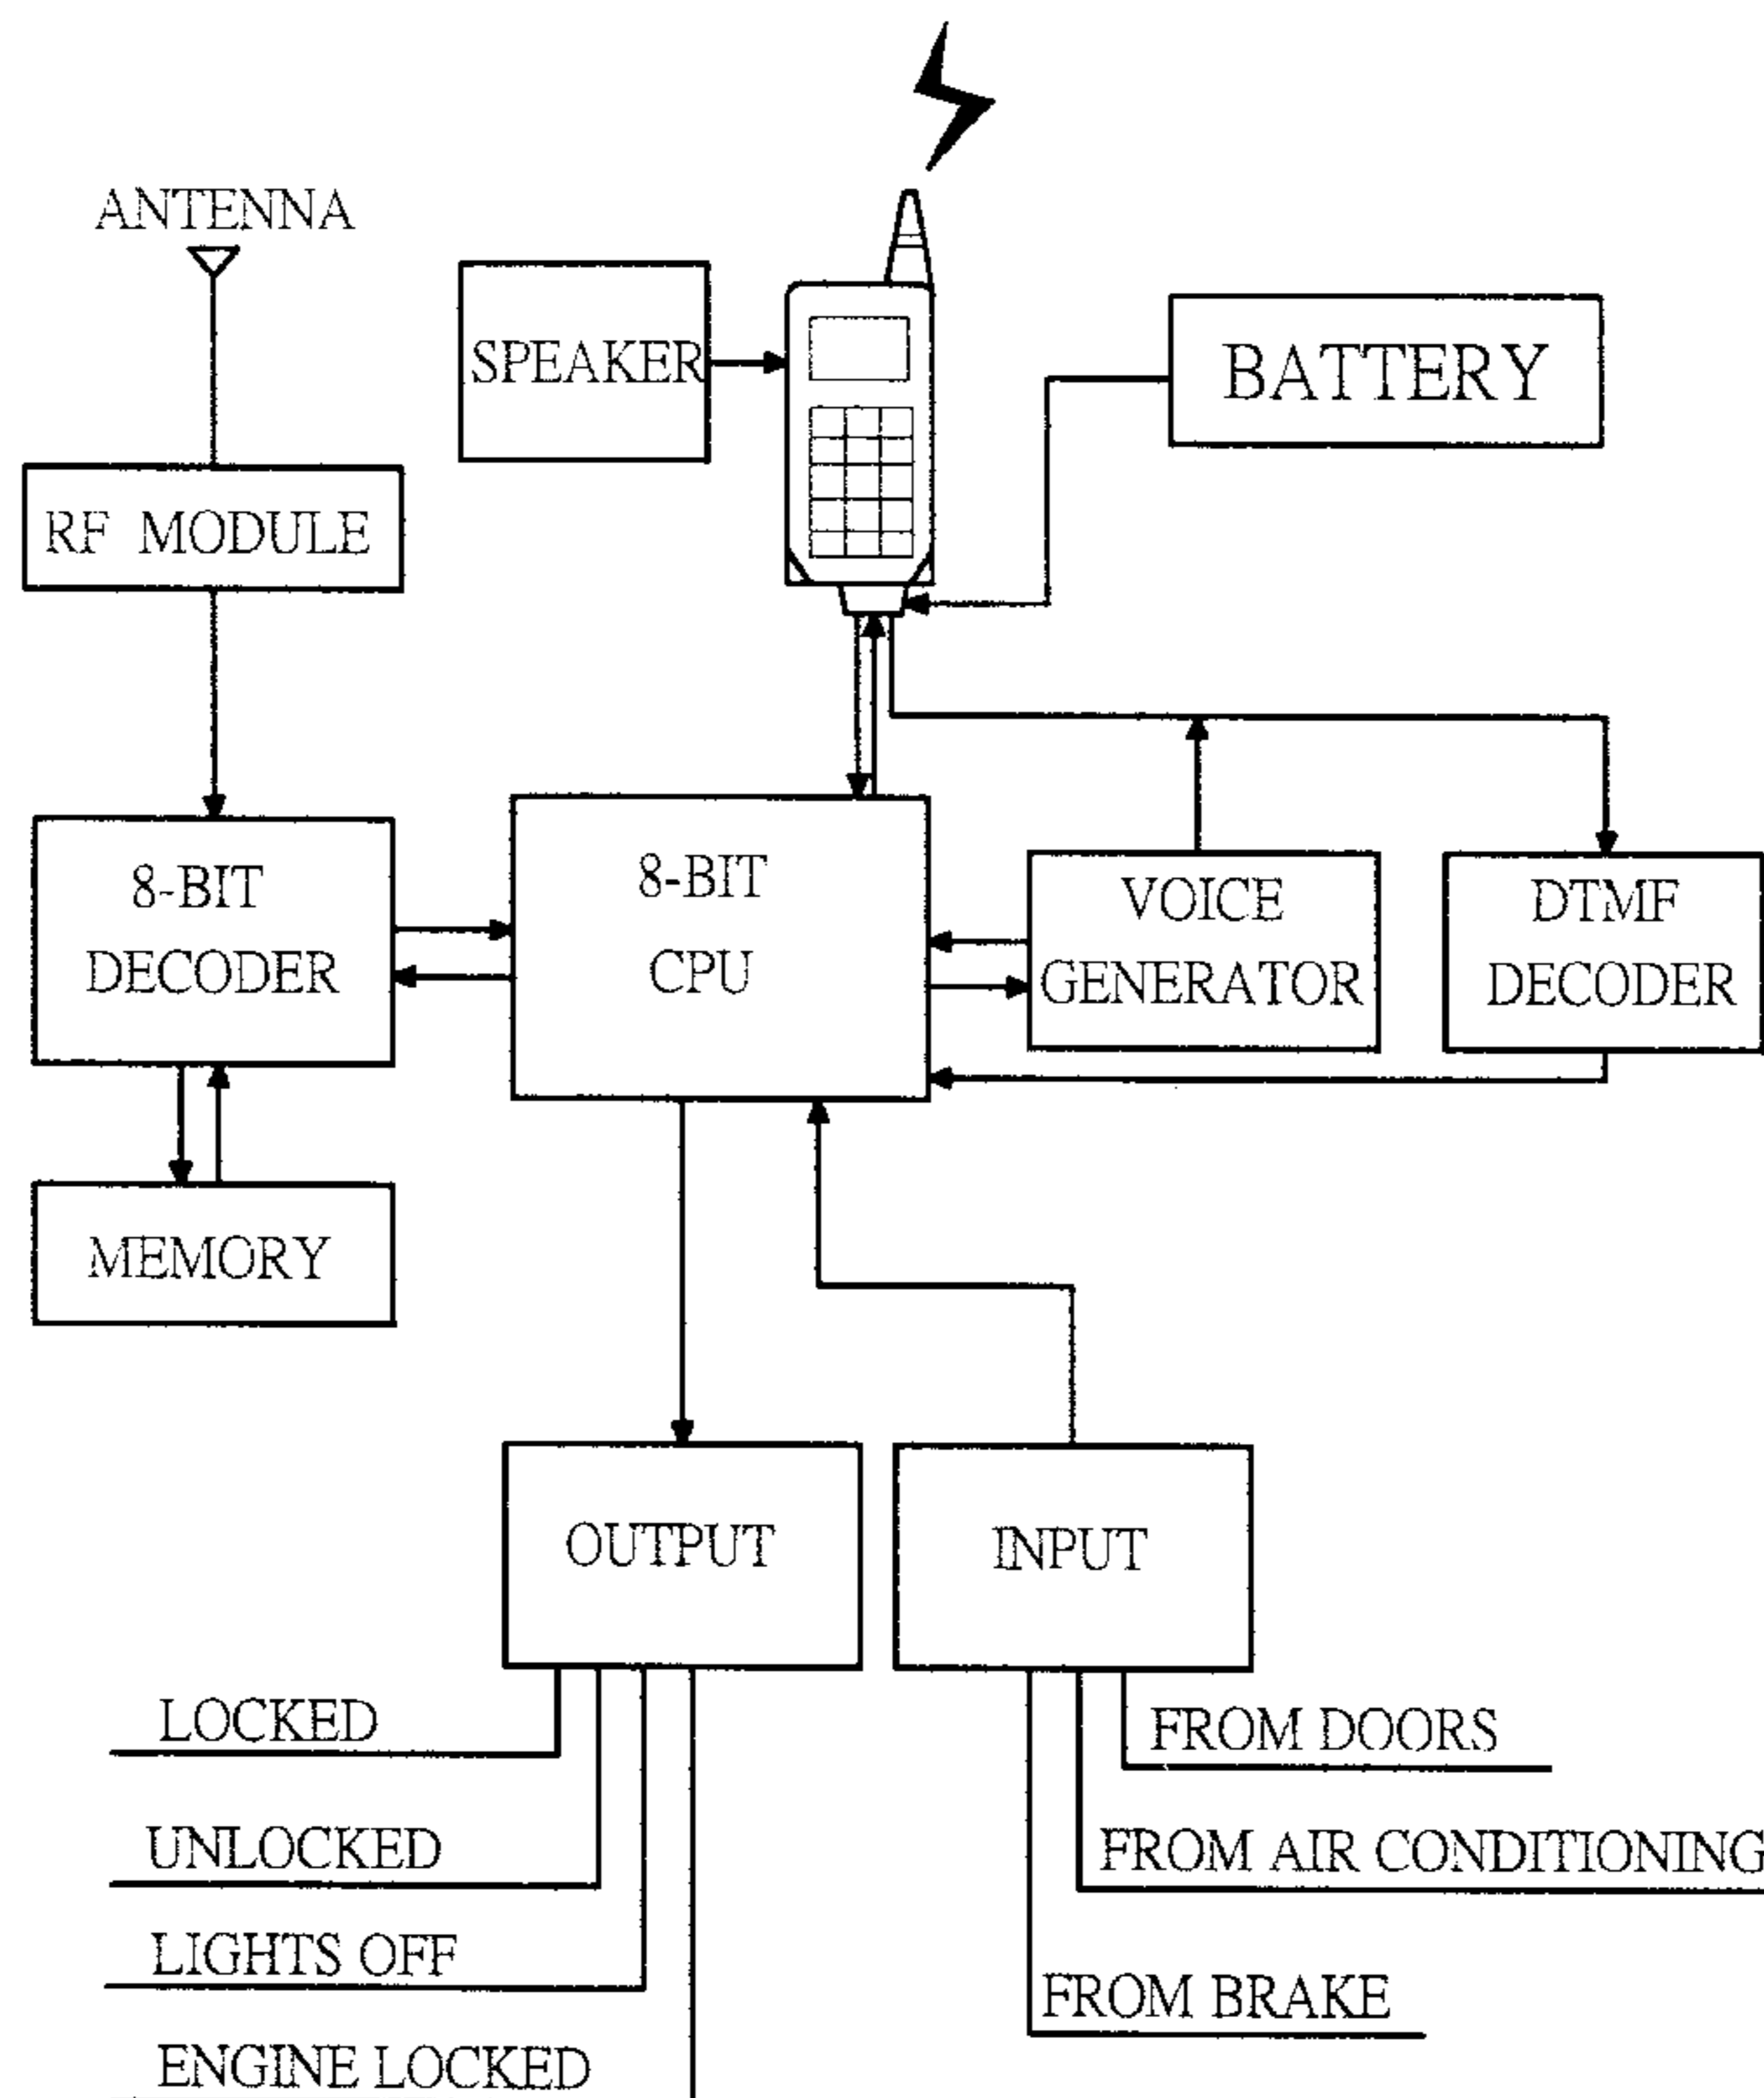 ANTENNA
SPEAKER
BATTERY
RF MODULE
8-BIT
DECODER
8-BIT
CPU
VOICE
GENERATOR
DTMF
DECODER
MEMORY
OUTPUT
INPUT
LOCKED
UNLOCKED
LIGHTS OFF
ENGINE LOCKED
FROM DOORS
FROM AIR CONDITIONING
FROM BRAKE